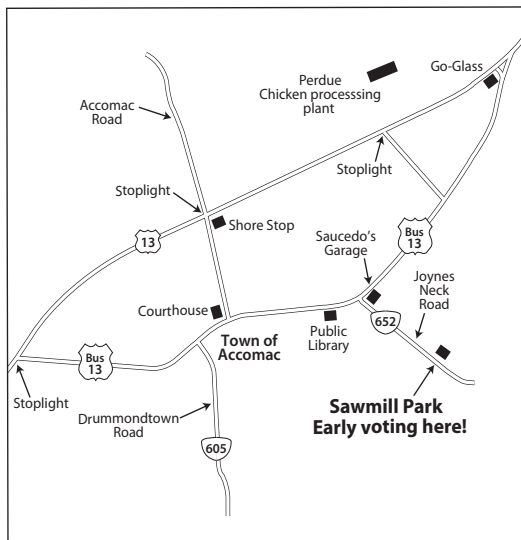 Go-Glass
Perdue
Chicken processsing
plant
Accomac
Road
Stoplight
Stoplight
13
Shore Stop
Bus
13
Saucedo's
Garage
Joynes
Neck
Road
Courthouse
652
Public
Library
Town of
Accomac
Bus
13
Stoplight
Drummondtown
Road
605
Sawmill Park
Early voting here!